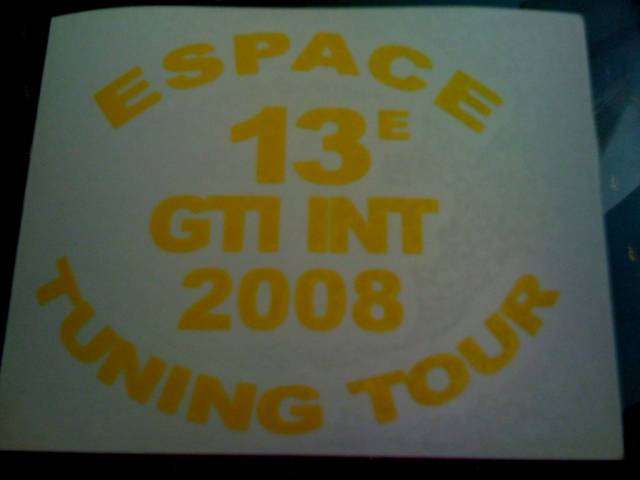 ESPACE
13E
GTI INT
2008
TUNING TOUR